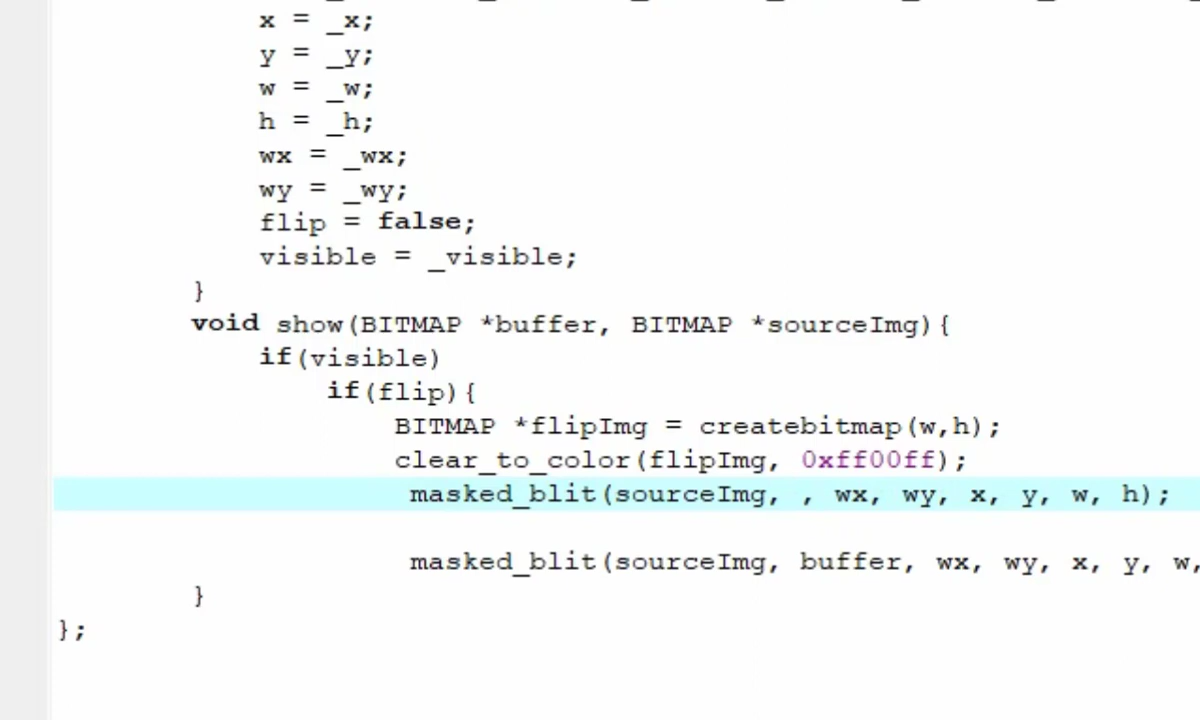 x = _x;
y = _y;
w = _w;
h = _h;
wx = _wx;
wy = _wy;
flip = false;
visible = _visible;
}
void show(BITMAP *buffer, BITMAP *sourceImg){
if(visible)
if(flip){
BITMAP *flipImg = createbitmap(w,h);
clear_to_color(flipImg, 0xff00ff);
masked_blit(sourceImg, , wx, wy, x, y, w, h);
masked_blit(sourceImg, buffer, wx, wy, x, y, w,
}
};